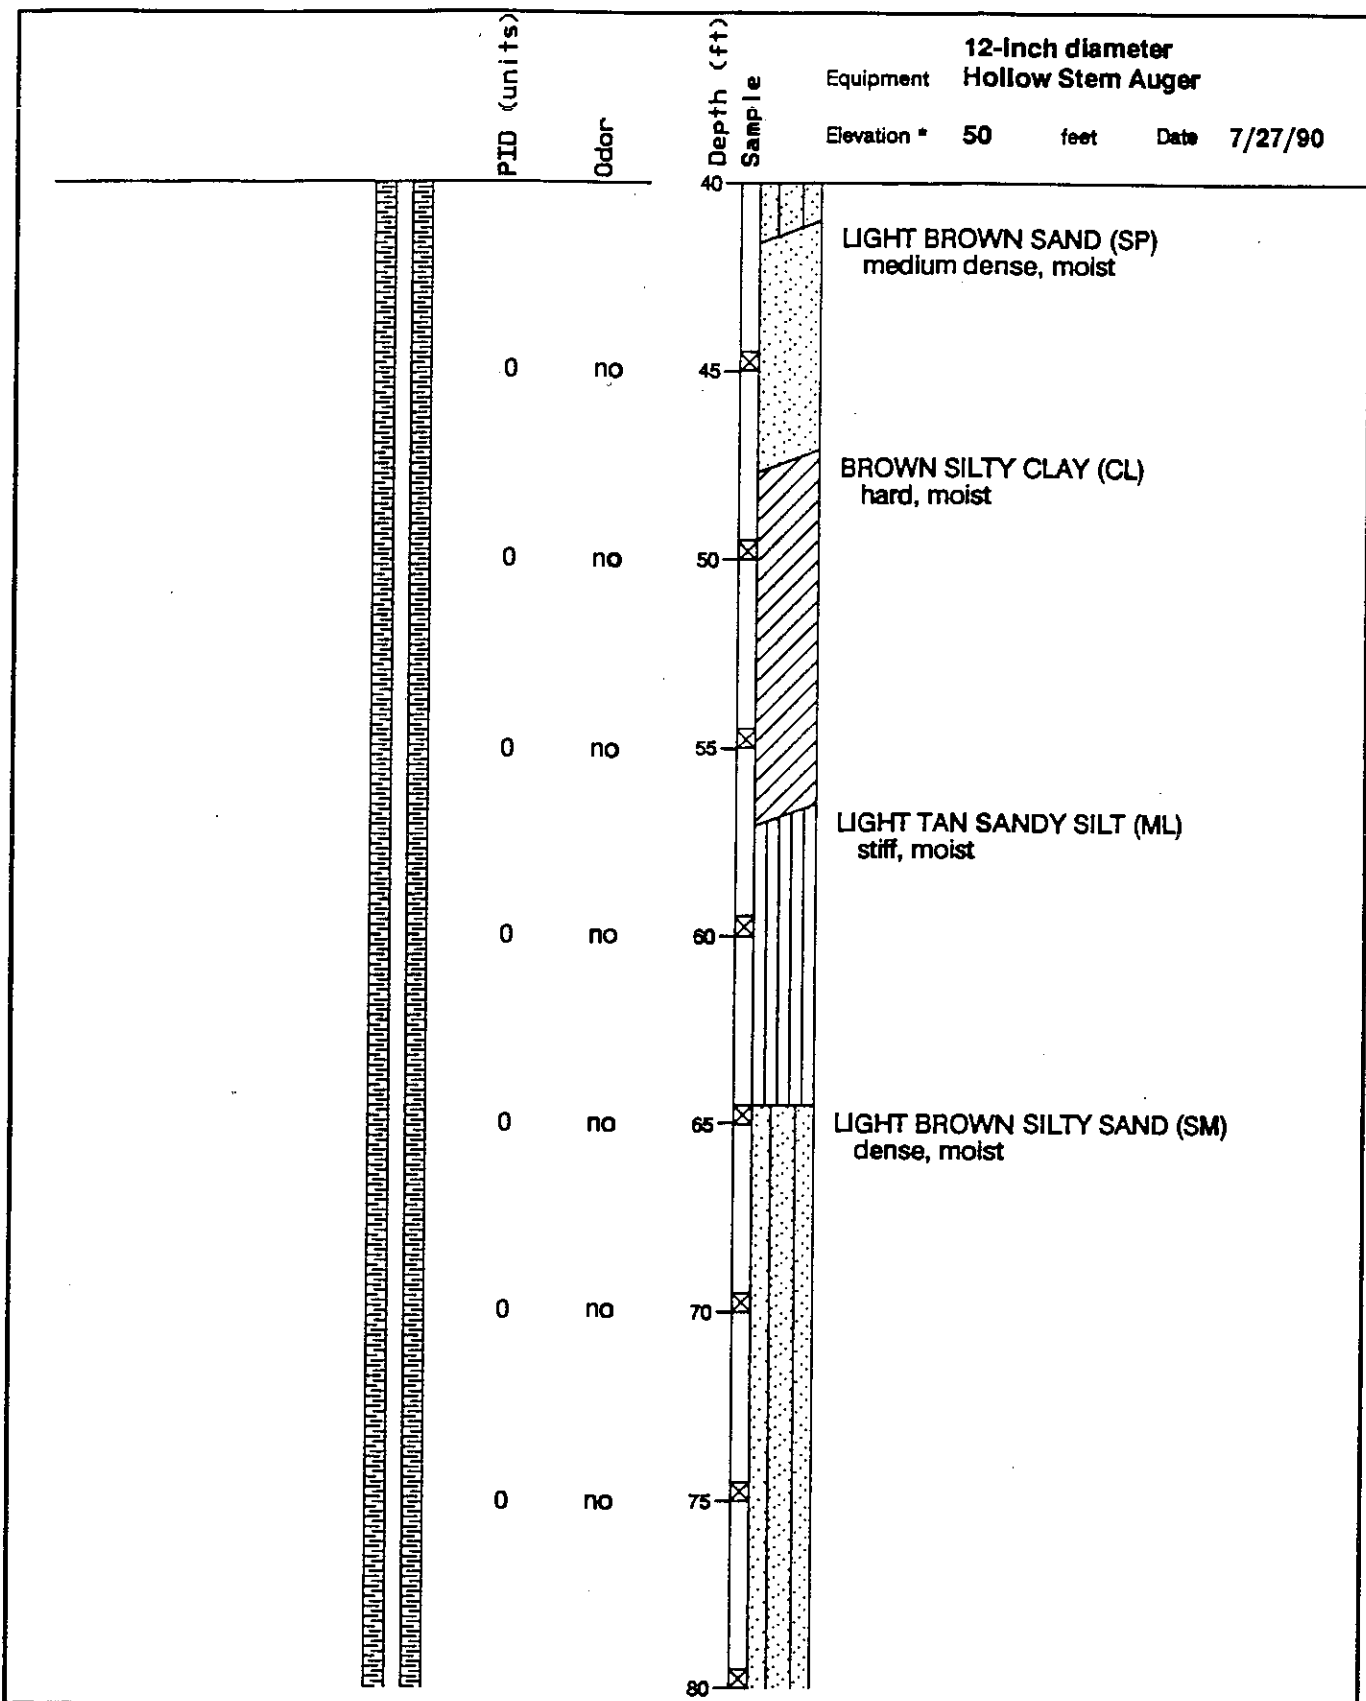 PID (units)
Odor
Depth (ft)
Sample
12-inch diameter
Equipment Hollow Stem Auger
Elevation * 50 feet Date 7/27/90
40
LIGHT BROWN SAND (SP)
medium dense, moist
0 no 45
BROWN SILTY CLAY (CL)
hard, moist
0 no 50
0 no 55
LIGHT TAN SANDY SILT (ML)
stiff, moist
0 no 60
0 no 65
LIGHT BROWN SILTY SAND (SM)
dense, moist
0 no 70
0 no 75
80